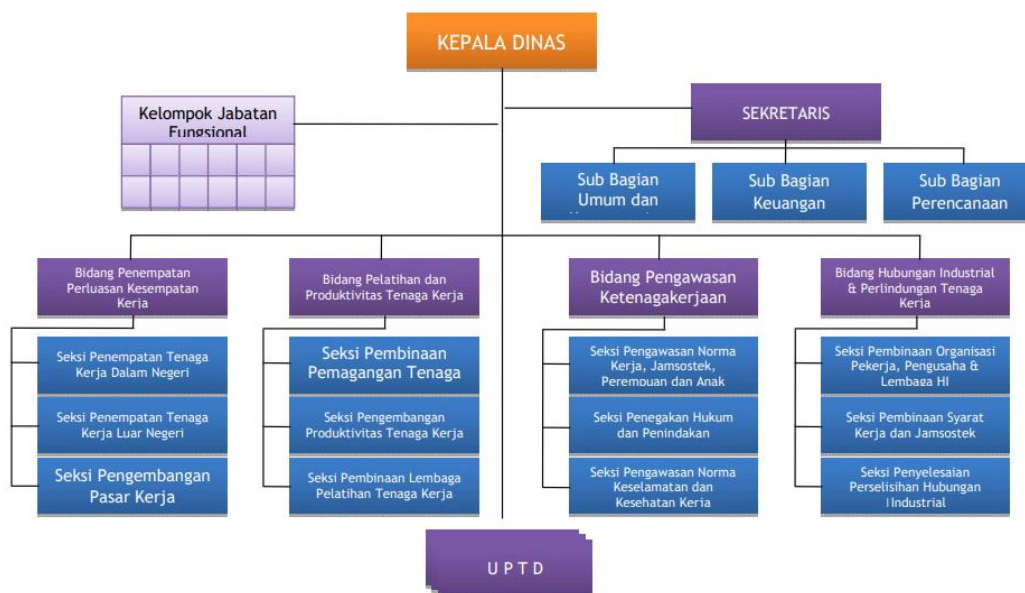 KEPALA DINAS
Kelompok Jabatan
Fungsional
SEKRETARIS
Sub Bagian
Umum dan
Sub Bagian
Keuangan
Sub Bagian
Perencanaan
Bidang Penempatan
Perluasan Kesempatan
Kerja
Bidang Pelatihan dan
Produktivitas Tenaga Kerja
Bidang Pengawasan
Ketenagakerjaan
Bidang Hubungan Industrial
& Perlindungan Tenaga
Kerja
Seksi Penempatan Tenaga
Kerja Dalam Negeri
Seksi Penempatan Tenaga
Kerja Luar Negeri
Seksi Pengembangan
Pasar Kerja
Seksi Pembinaan
Pemagangan Tenaga
Seksi Pengembangan
Produktivitas Tenaga Kerja
Seksi Pembinaan Lembaga
Pelatihan Tenaga Kerja
Seksi Pengawasan Norma
Kerja, Jamsostek,
Perempuan dan Anak
Seksi Penegakan Hukum
dan Penindakan
Seksi Pengawasan Norma
Keselamatan dan
Kesehatan Kerja
Seksi Pembinaan Organisasi
Pekerja, Pengusaha &
Lembaga HI
Seksi Pembinaan Syarat
Kerja dan Jamsostek
Seksi Penyelesaian
Perselisihan Hubungan
|Industrial
U P T D